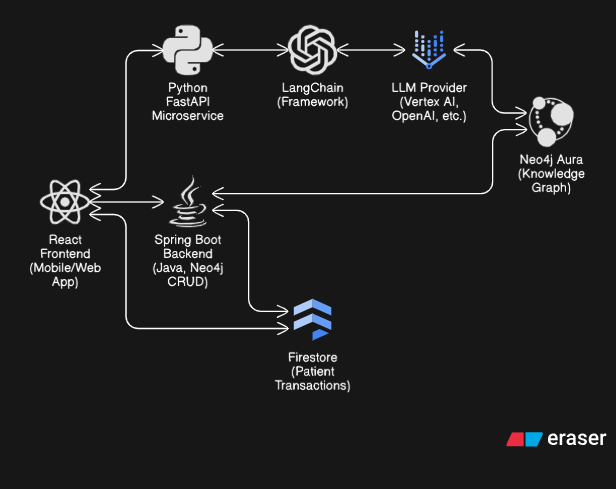 Python
FastAPI
Microservice
LangChain
(Framework)
LLM Provider
(Vertex AI,
OpenAI, etc.)
Neo4j Aura
(Knowledge
Graph)
React
Frontend
(Mobile/Web
App)
Spring Boot
Backend
(Java, Neo4j
CRUD)
Firestore
(Patient
Transactions)
eraser